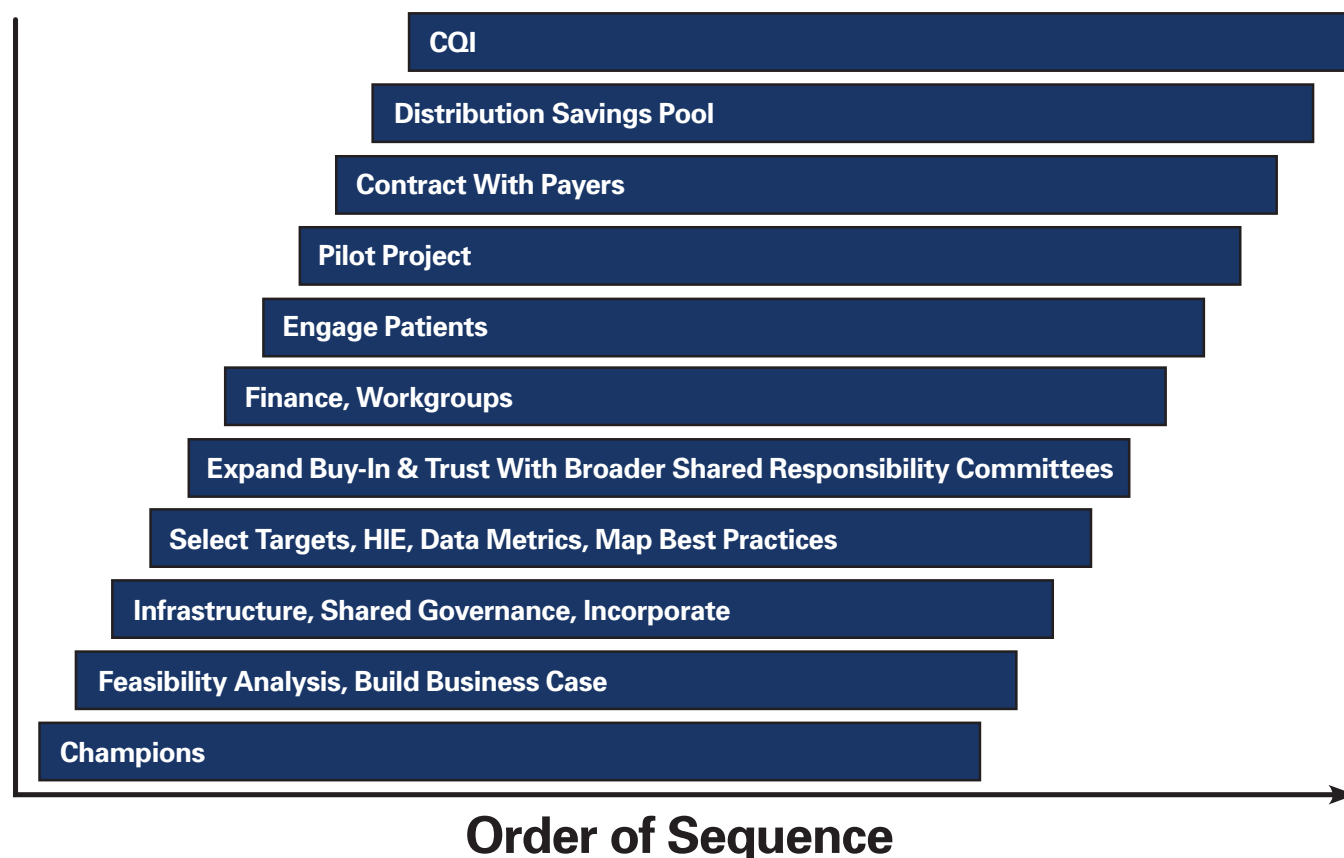 CQI
Distribution Savings Pool
Contract With Payers
Pilot Project
Engage Patients
Finance, Workgroups
Expand Buy-In & Trust With Broader Shared Responsibility Committees
Select Targets, HIE, Data Metrics, Map Best Practices
Infrastructure, Shared Governance, Incorporate
Feasibility Analysis, Build Business Case
Champions
Order of Sequence